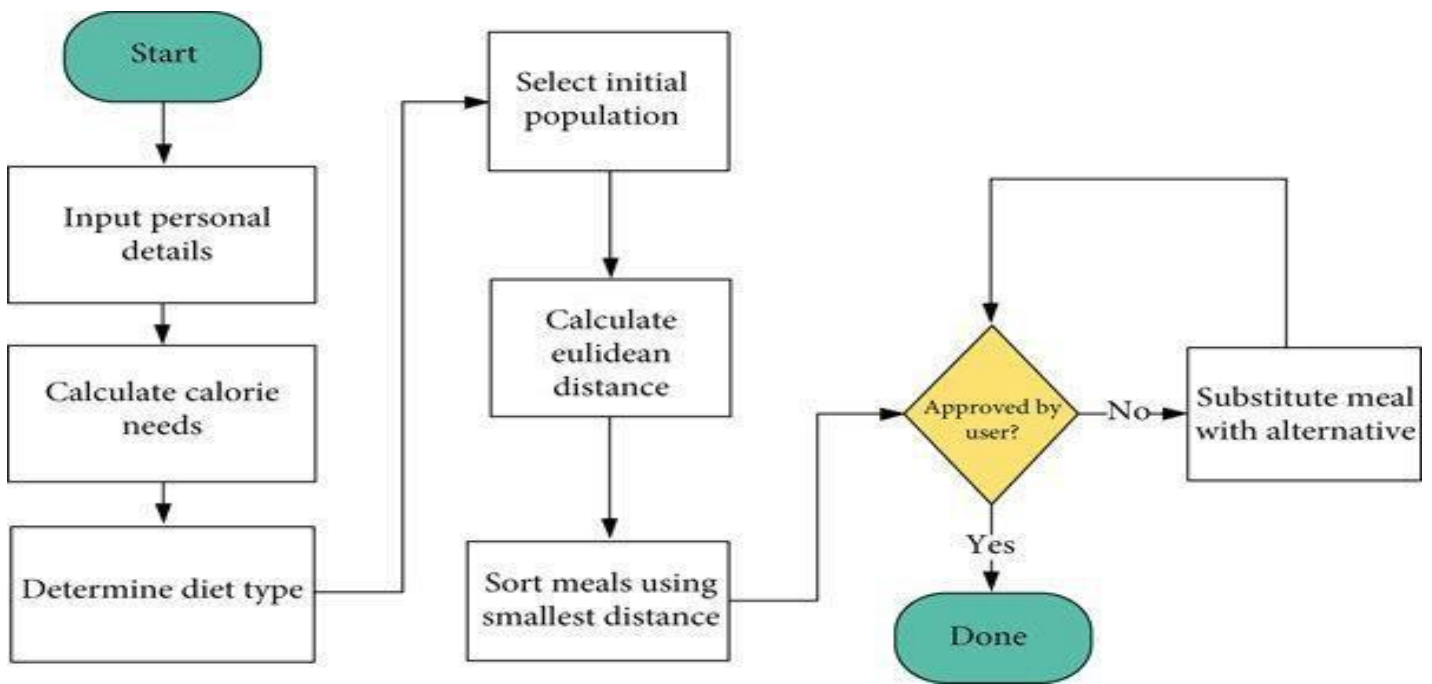 Start
Input personal
details
Calculate calorie
needs
Determine diet type
Select initial
population
Calculate
eulidean
distance
Sort meals using
smallest distance
Approved by
user?
No
Substitute meal
with alternative
Yes
Done